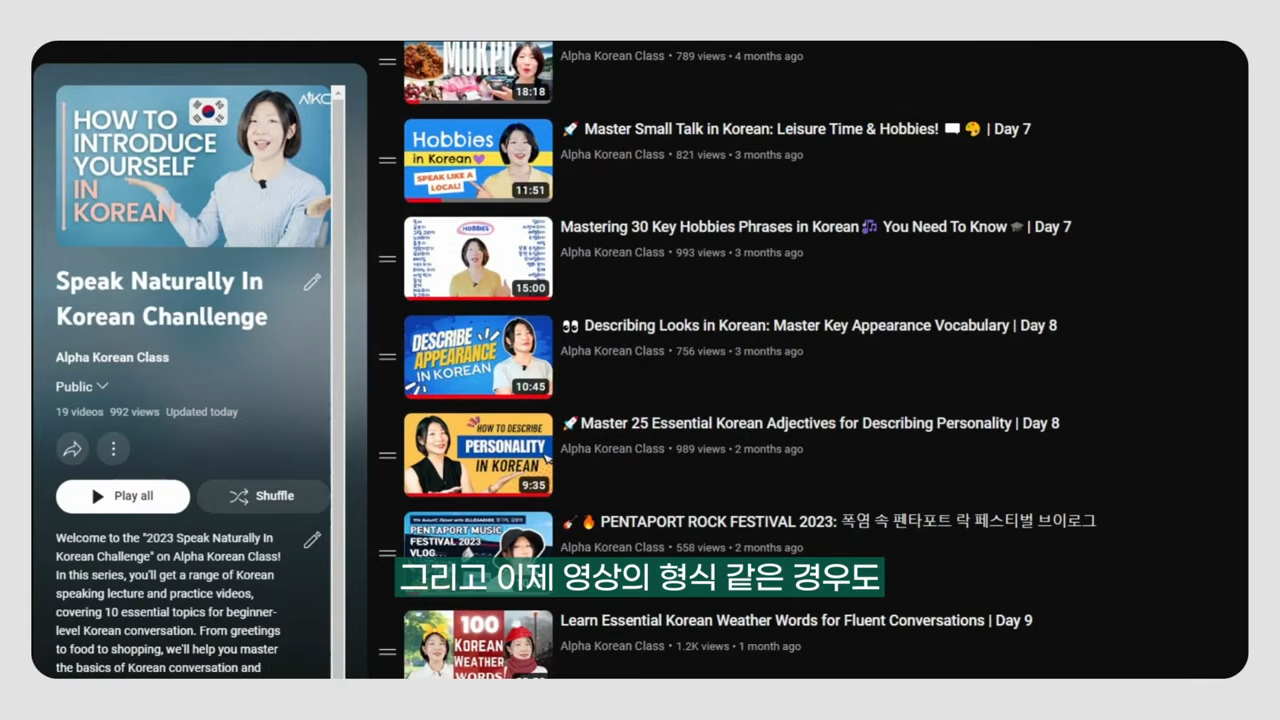 HOW TO
INTRODUCE
YOURSELF
IN
KOREAN
AKC
Speak Naturally In
Korean Chanllenge
Alpha Korean Class
Public
19 videos 992 views Updated today
Play all
Shuffle
Welcome to the "2023 Speak Naturally In
Korean Challenge" on Alpha Korean Class!
In this series, you'll get a range of Korean
speaking lecture and practice videos,
covering 10 essential topics for beginner-
level Korean conversation. From greetings
to food to shopping, we'll help you master
the basics of Korean conversation and
MUKPO
18:18
Alpha Korean Class • 789 views • 4 months ago
Hobbies
in Korean
SPEAK LIKE A
LOCAL!
11:51
🚀 Master Small Talk in Korean: Leisure Time & Hobbies! | Day 7
Alpha Korean Class • 821 views • 3 months ago
HOBBIES
15:00
Mastering 30 Key Hobbies Phrases in Korean🎶 You Need To Know🎓 | Day 7
Alpha Korean Class • 993 views • 3 months ago
DESCRIBE
APPEARANCE
IN KOREAN
10:45
👀 Describing Looks in Korean: Master Key Appearance Vocabulary | Day 8
Alpha Korean Class • 756 views • 3 months ago
HOW TO DESCRIBE
PERSONALITY
IN KOREAN
9:35
🚀Master 25 Essential Korean Adjectives for Describing Personality | Day 8
Alpha Korean Class • 989 views • 2 months ago
PENTAPORT MUSIC
FESTIVAL 2023
VLOG
🎸🔥 PENTAPORT ROCK FESTIVAL 2023: 폭염 속 펜타포트 락 페스티벌 브이로그
Alpha Korean Class • 558 views • 2 months ago
그리고 이제 영상의 형식 같은 경우도
100
KOREAN
WEATHER
WORDS
Learn Essential Korean Weather Words for Fluent Conversations | Day 9
Alpha Korean Class • 1.2K views • 1 month ago